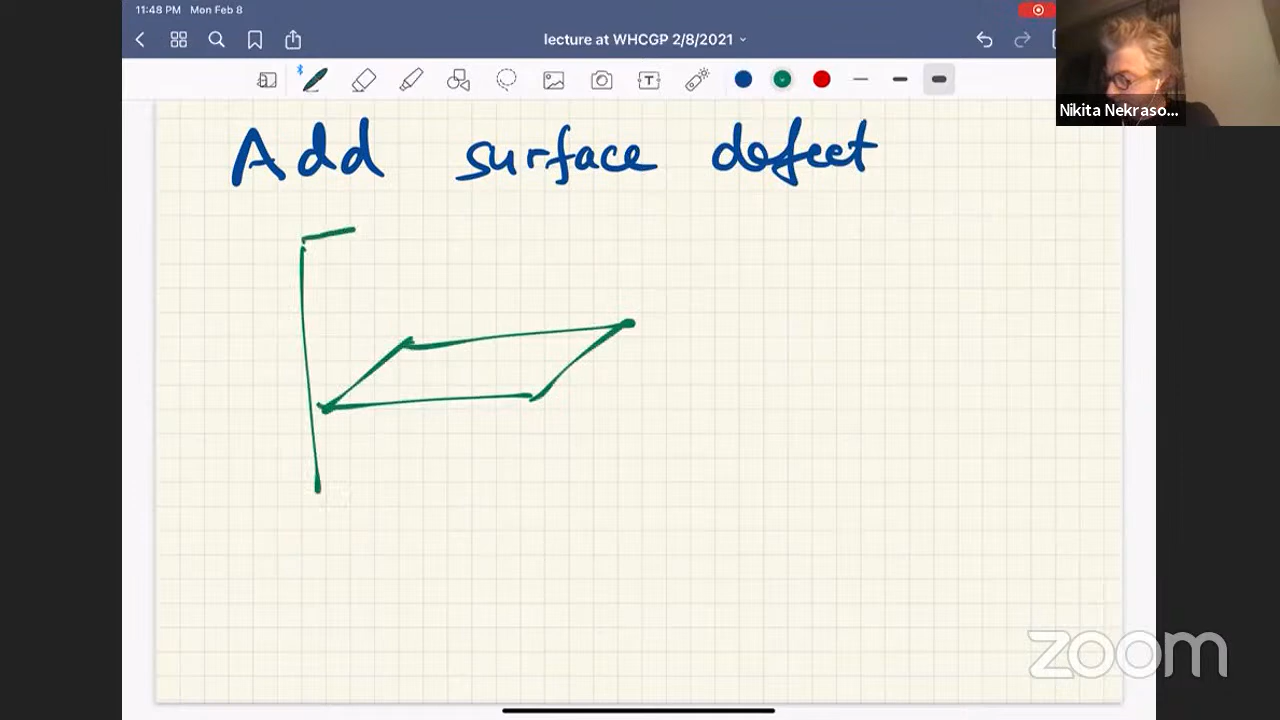 11:48 PM Mon Feb 8
lecture at WHCGP 2/8/2021
T
Nikita Nekraso...
Add surface defect
zoom